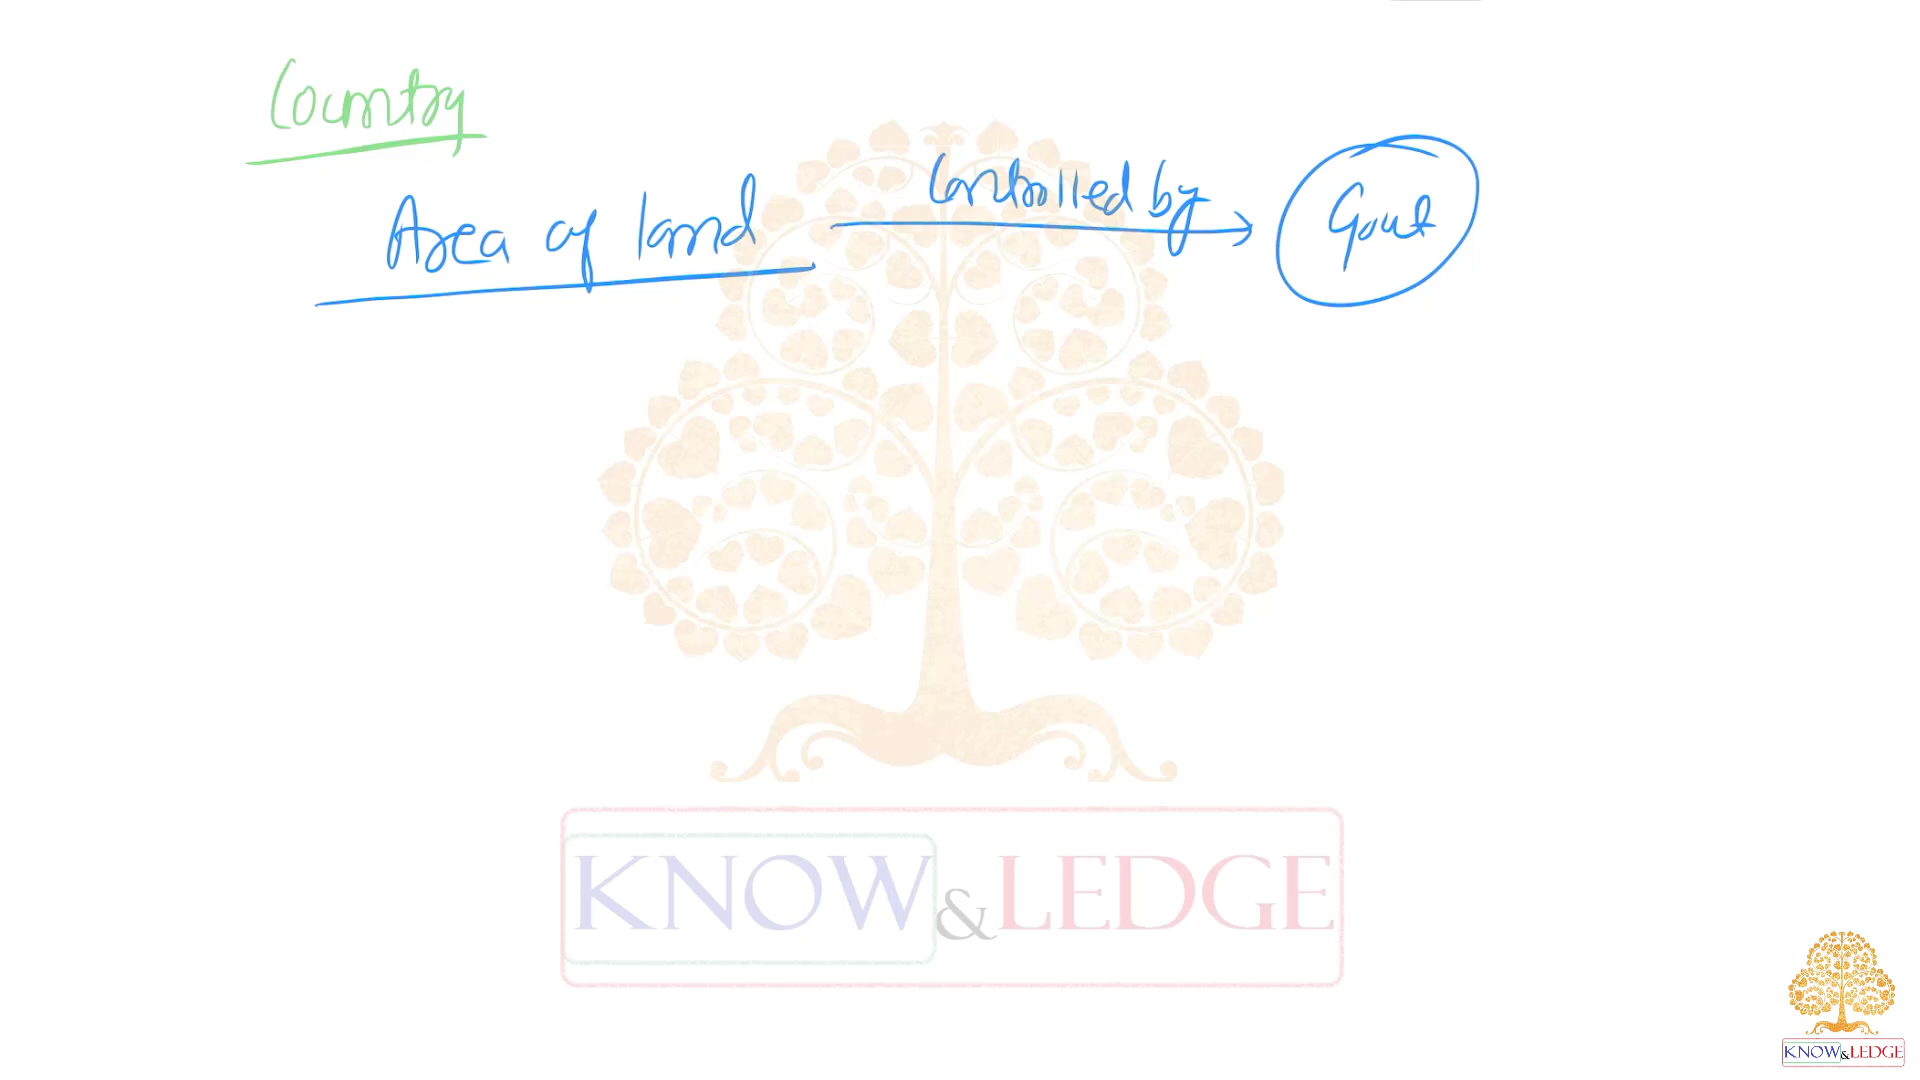 Country
Area of land
Controlled by
Govt
KNOW&LEDGE
KNOW&LEDGE